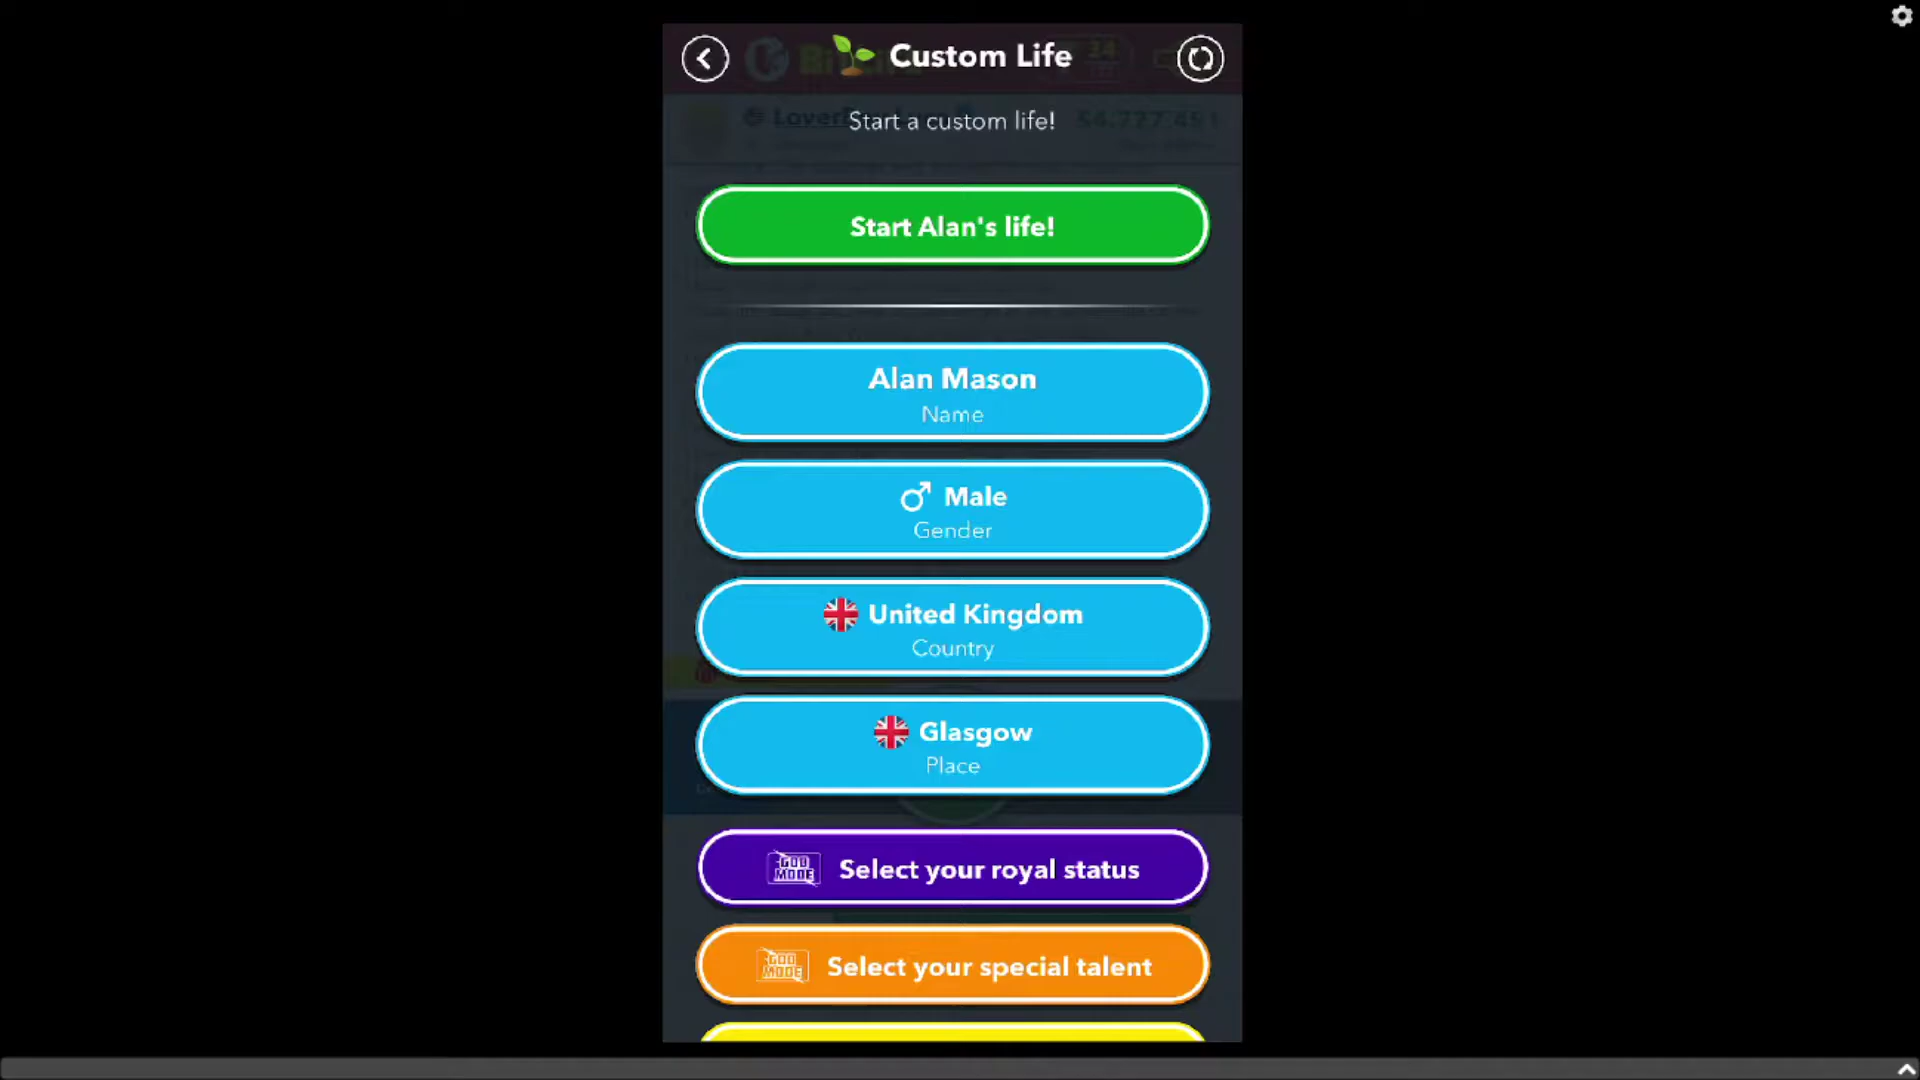 Custom Life
Start a custom life!
Start Alan's life!
Alan Mason
Name
Male
Gender
United Kingdom
Country
Glasgow
Place
GOD MODE Select your royal status
GOD MODE Select your special talent